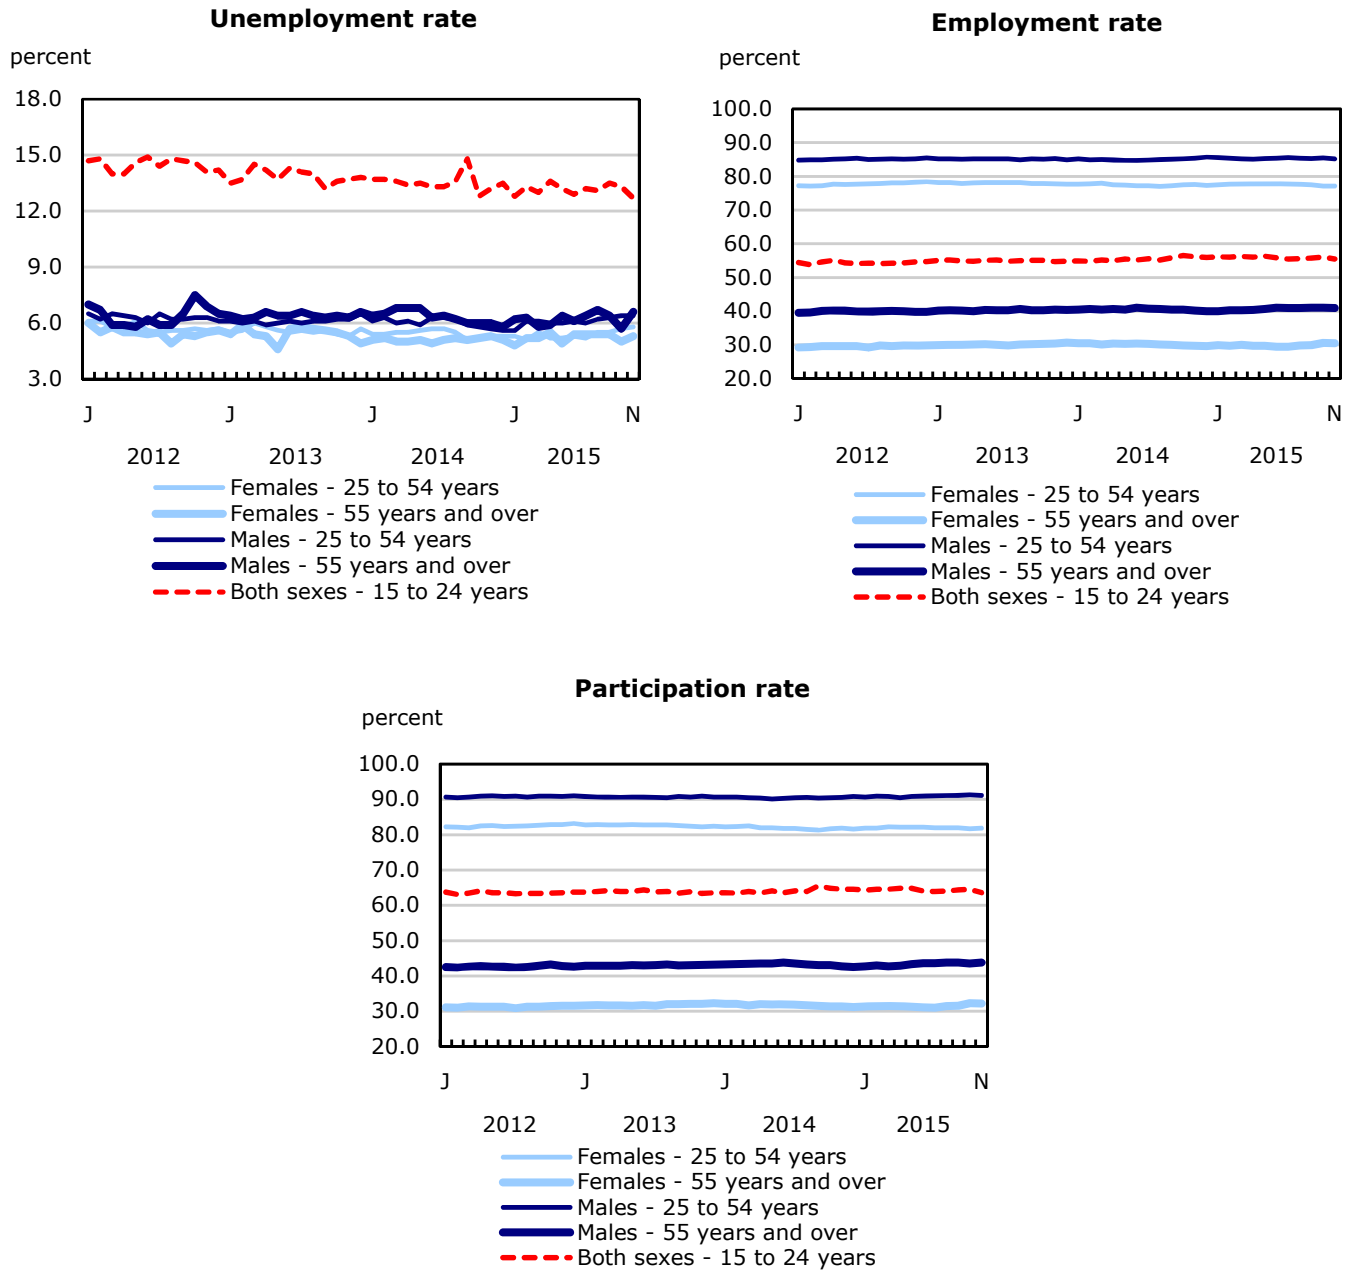 Unemployment rate
percent
18.0
15.0
12.0
9.0
6.0
3.0
J J J J N
2012 2013 2014 2015
Females - 25 to 54 years
Females - 55 years and over
Males - 25 to 54 years
Males - 55 years and over
Both sexes - 15 to 24 years
Employment rate
percent
100.0
90.0
80.0
70.0
60.0
50.0
40.0
30.0
20.0
J J J J N
2012 2013 2014 2015
Females - 25 to 54 years
Females - 55 years and over
Males - 25 to 54 years
Males - 55 years and over
Both sexes - 15 to 24 years
Participation rate
percent
100.0
90.0
80.0
70.0
60.0
50.0
40.0
30.0
20.0
J J J J N
2012 2013 2014 2015
Females - 25 to 54 years
Females - 55 years and over
Males - 25 to 54 years
Males - 55 years and over
Both sexes - 15 to 24 years